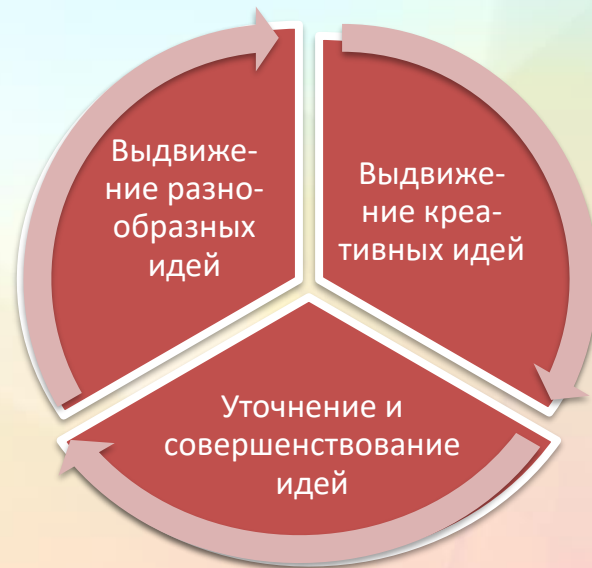 Выдвиже-
ние разно-
образных
идей
Выдвиже-
ние креа-
тивных идей
Уточнение и
совершенствование
идей